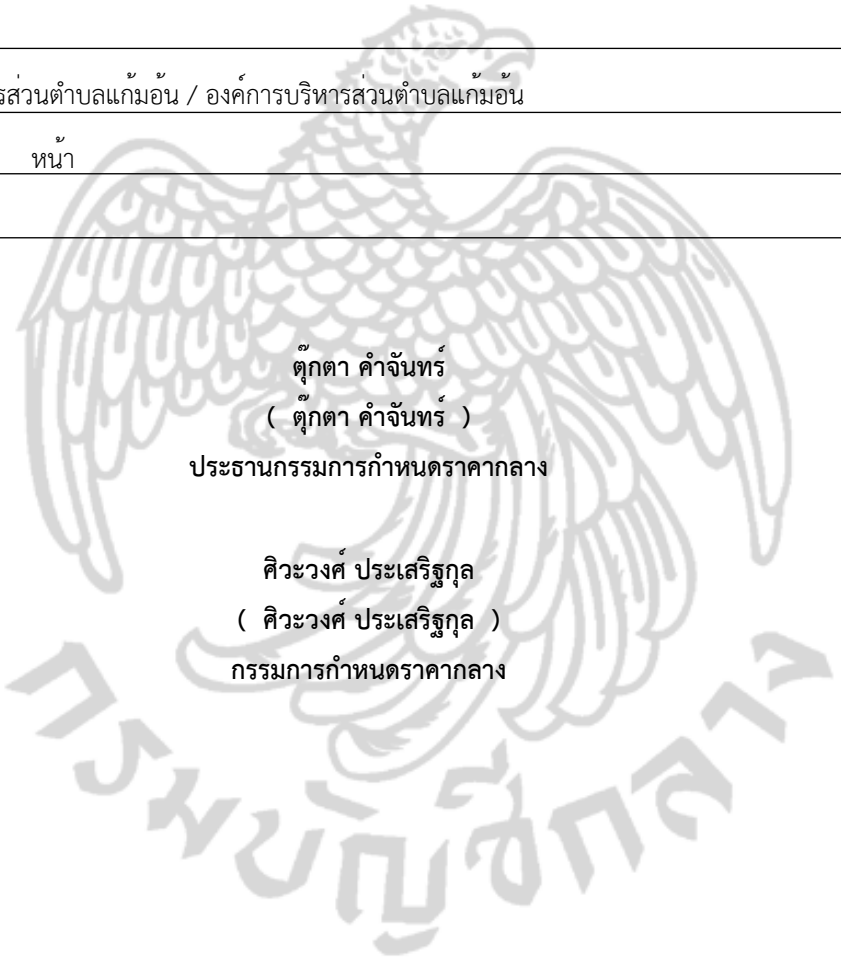 รส่วนตำบลแก้มอ้น / องค์การบริหารส่วนตำบลแก้มอ้น
หน้า
ตุ๊กตา คำจันทร์
( ตุ๊กตา คำจันทร์ )
ประธานกรรมการกำหนดราคากลาง
ศิวะวงศ์ ประเสริฐกุล
( ศิวะวงศ์ ประเสริฐกุล )
กรรมการกำหนดราคากลาง
กรมบัญชีกลาง